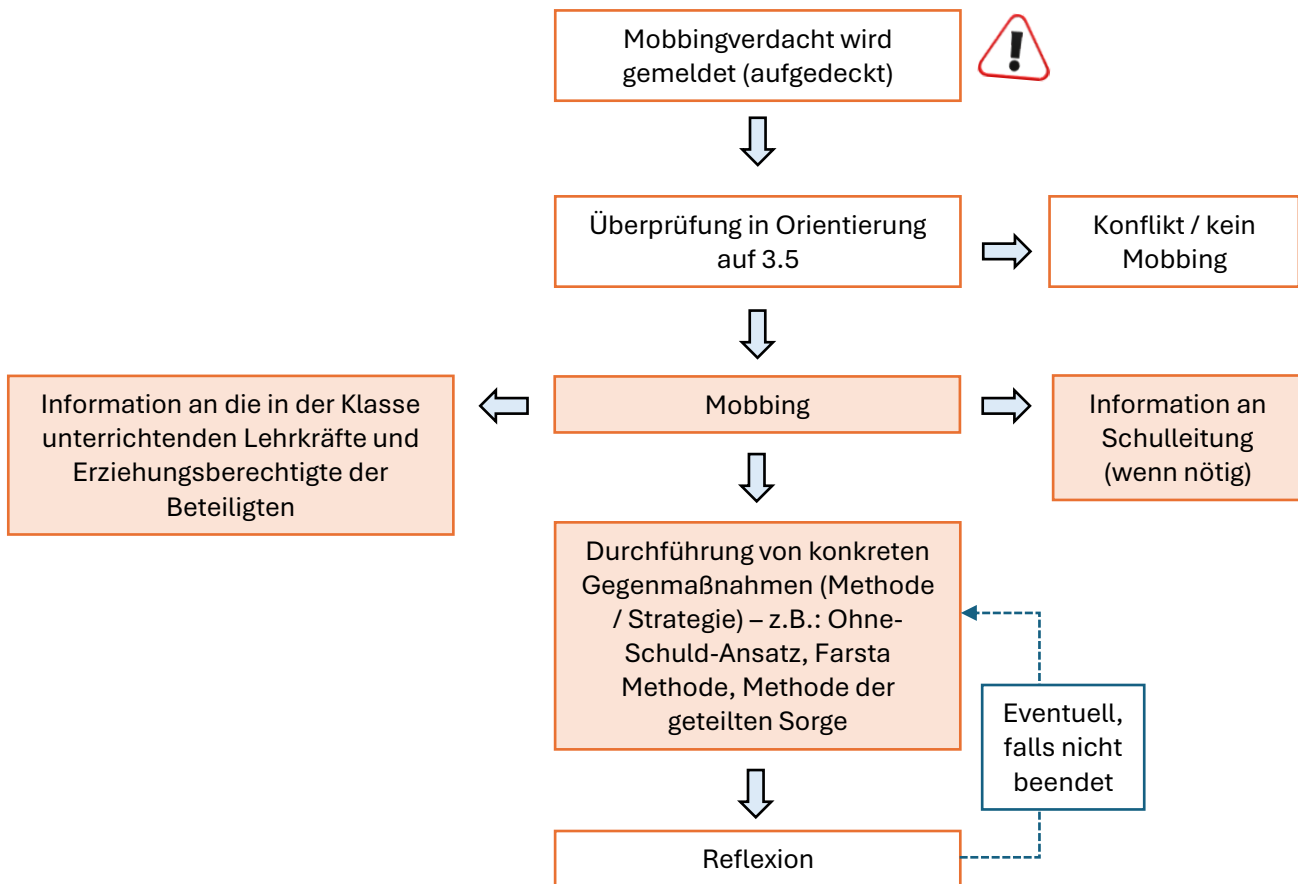 Mobbingverdacht wird
gemeldet (aufgedeckt)
Überprüfung in Orientierung
auf 3.5
Konflikt / kein
Mobbing
Information an die in der Klasse
unterrichtenden Lehrkräfte und
Erziehungsberechtigte der
Beteiligten
Mobbing
Information an
Schulleitung
(wenn nötig)
Durchführung von konkreten
Gegenmaßnahmen (Methode
/ Strategie) – z.B.: Ohne-
Schuld-Ansatz, Farsta
Methode, Methode der
geteilten Sorge
Eventuell,
falls nicht
beendet
Reflexion